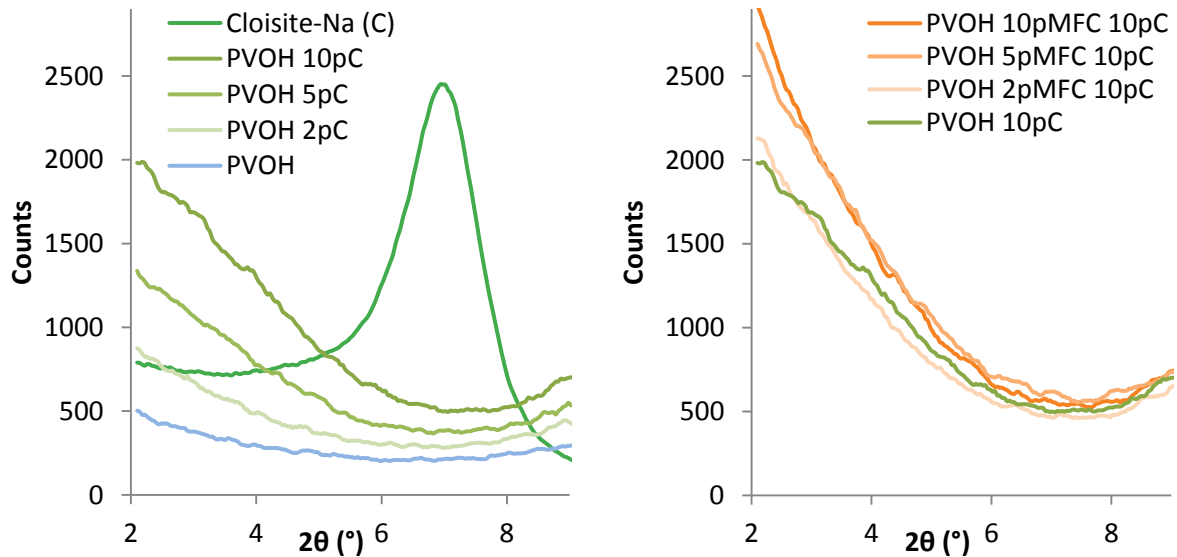 Cloisite-Na (C)
PVOH 10pC
PVOH 5pC
PVOH 2pC
PVOH
2500
2000
1500
1000
500
0
Counts
2 4 6 8
2θ (°)
PVOH 10pMFC 10pC
PVOH 5pMFC 10pC
PVOH 2pMFC 10pC
PVOH 10pC
2500
2000
1500
1000
500
0
Counts
2 4 6 8
2θ (°)